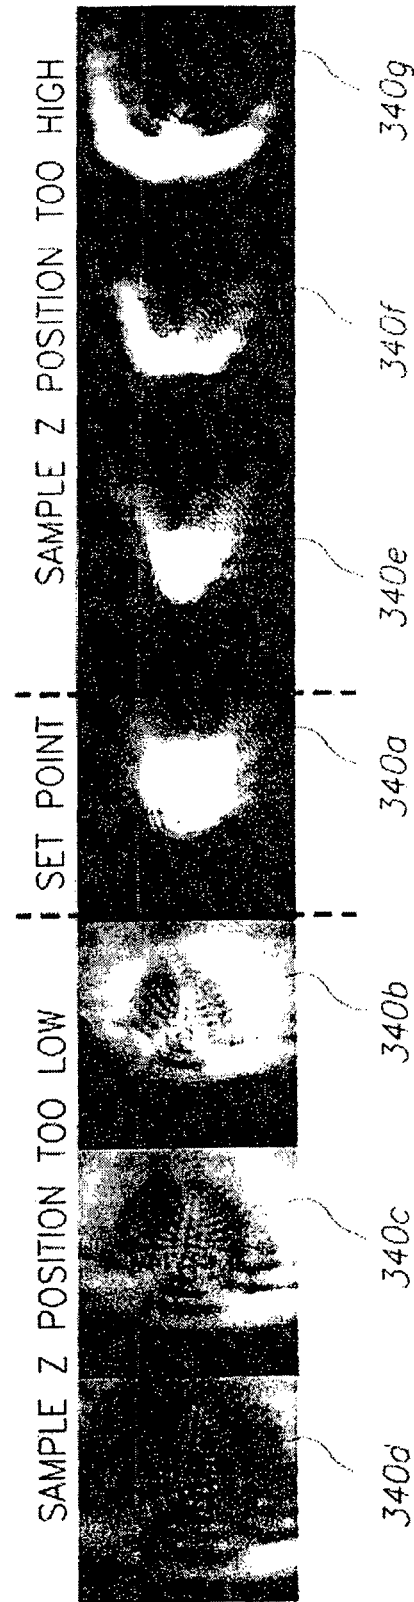 SAMPLE Z POSITION TOO LOW
SET POINT
SAMPLE Z POSITION TOO HIGH
340d
340c
340b
340a
340e
340f
340g